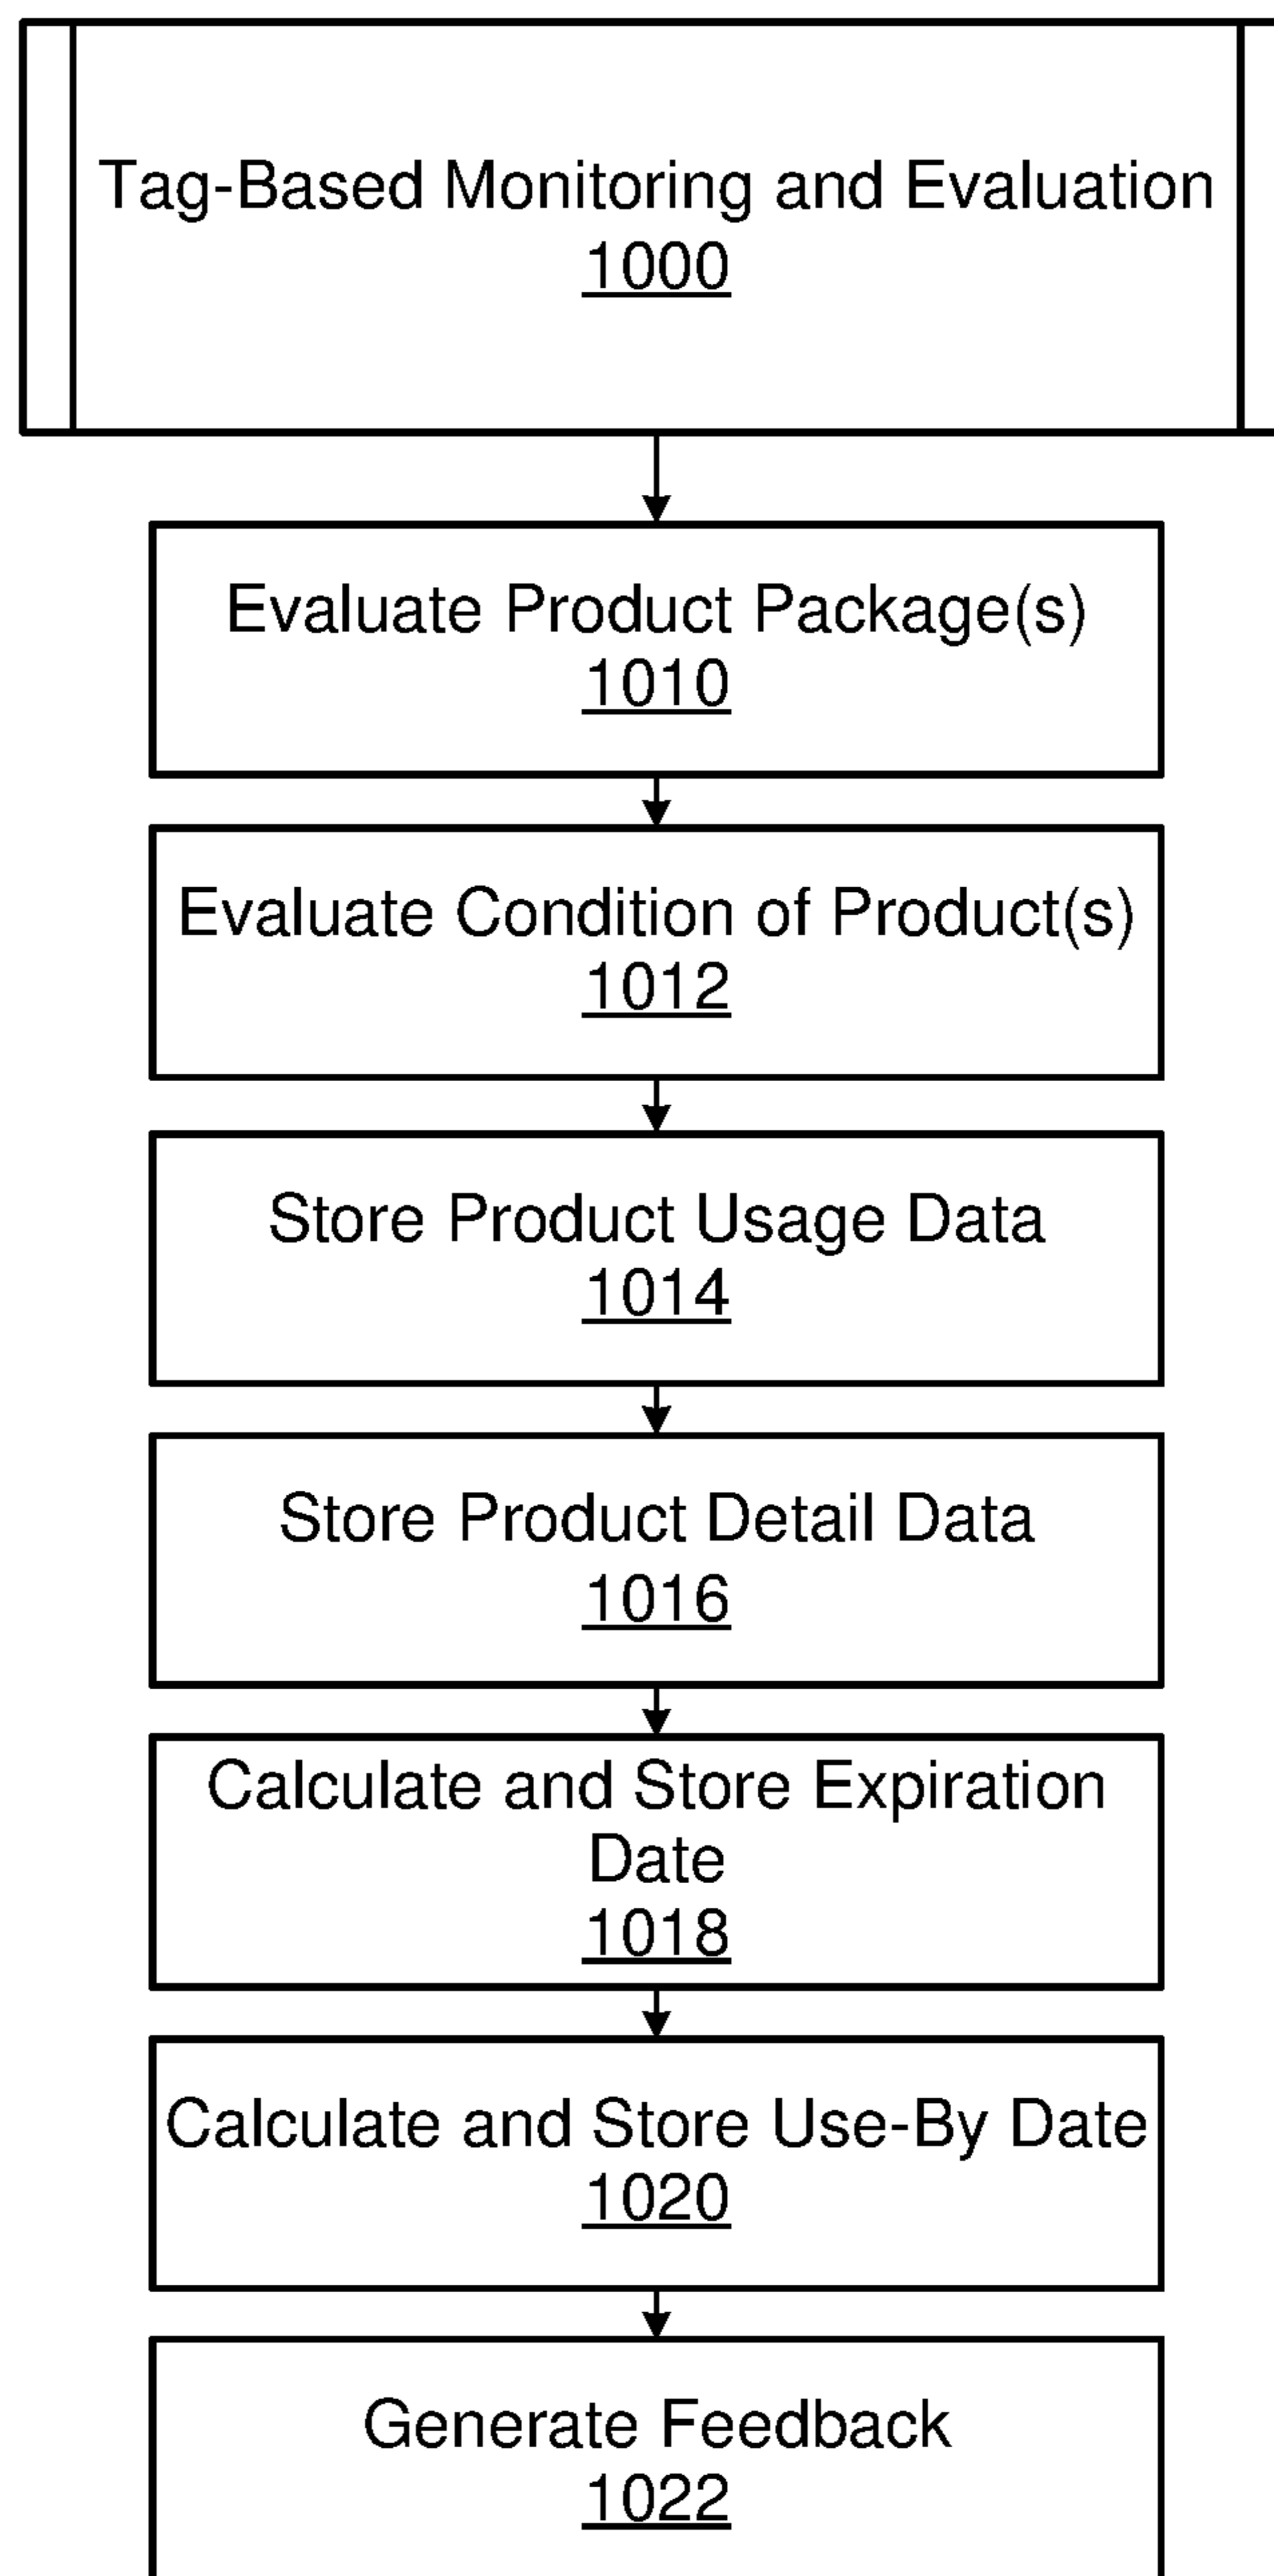 Tag-Based Monitoring and Evaluation
1000
Evaluate Product Package(s)
1010
Evaluate Condition of Product(s)
1012
Store Product Usage Data
1014
Store Product Detail Data
1016
Calculate and Store Expiration
Date
1018
Calculate and Store Use-By Date
1020
Generate Feedback
1022